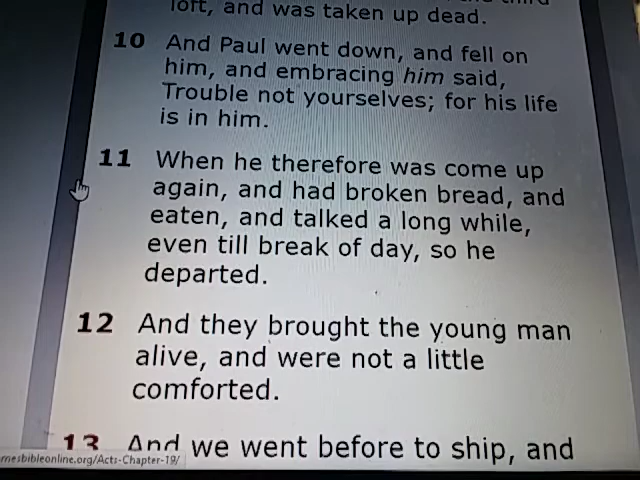 loft, and was taken up dead.
10 And Paul went down, and fell on
him, and embracing him said,
Trouble not yourselves; for his life
is in him.
11 When he therefore was come up
again, and had broken bread, and
eaten, and talked a long while,
even till break of day, so he
departed.
12 And they brought the young man
alive, and were not a little
comforted.
13 And we went before to ship, and
mesbibleonline.org/Acts-Chapter-19/